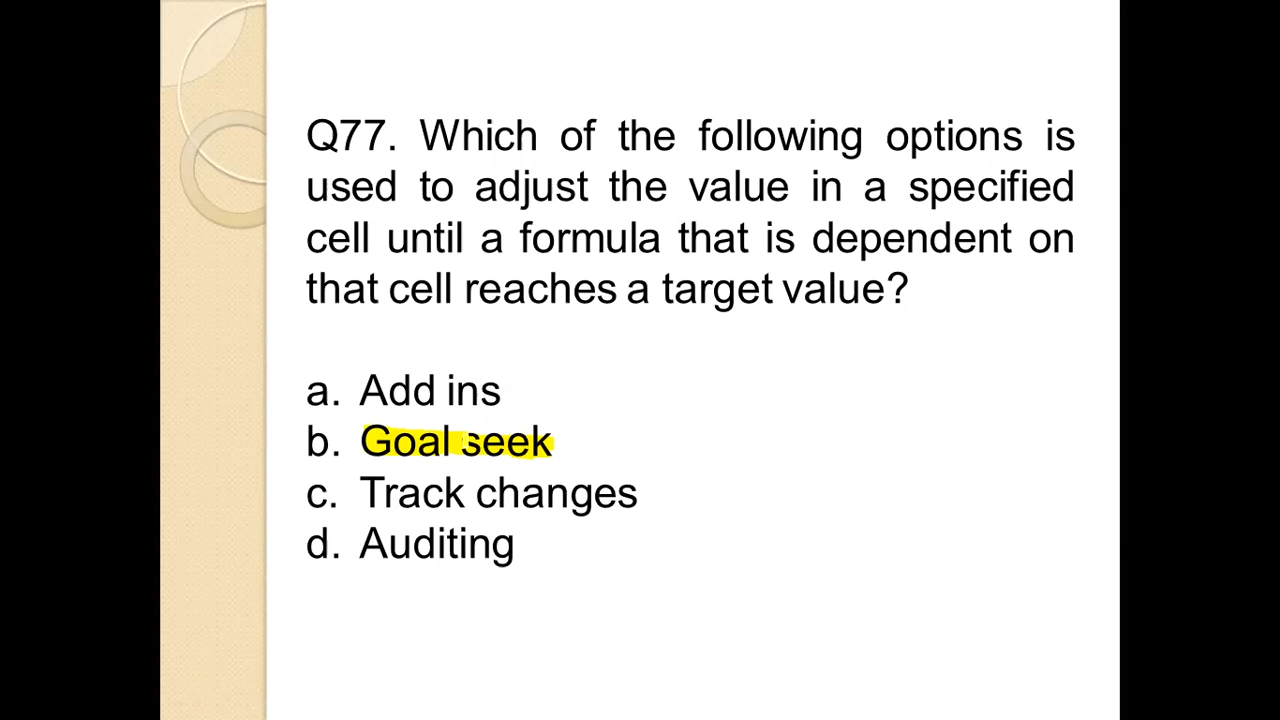 Q77. Which of the following options is
used to adjust the value in a specified
cell until a formula that is dependent on
that cell reaches a target value?
a. Add ins
b. Goal seek
c. Track changes
d. Auditing